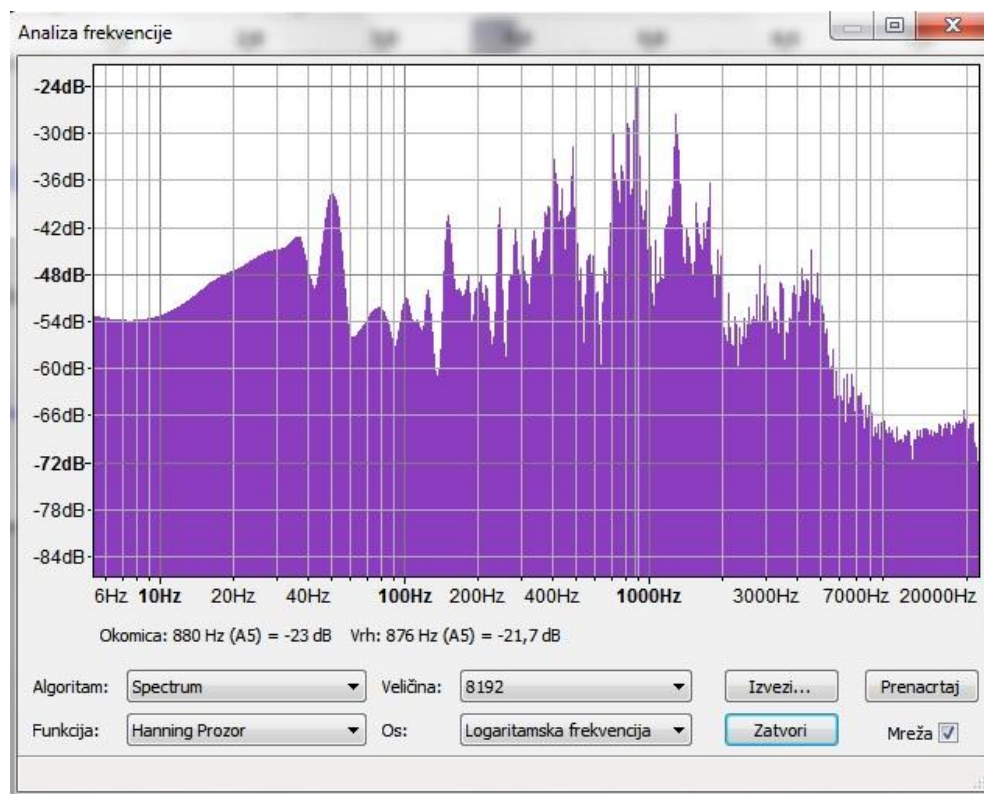 Analiza frekvencije
-24dB
-30dB
-36dB
-42dB
-48dB
-54dB
-60dB
-66dB
-72dB
-78dB
-84dB
6Hz 10Hz 20Hz 40Hz 100Hz 200Hz 400Hz 1000Hz 3000Hz 7000Hz 20000Hz
Okomica: 880 Hz (A5) = -23 dB Vrh: 876 Hz (A5) = -21,7 dB
Algoritam: Spectrum Veličina: 8192 Izvezi... Prenacrtaj
Funkcija: Hanning Prozor Os: Logaritamska frekvencija Zatvori Mreža